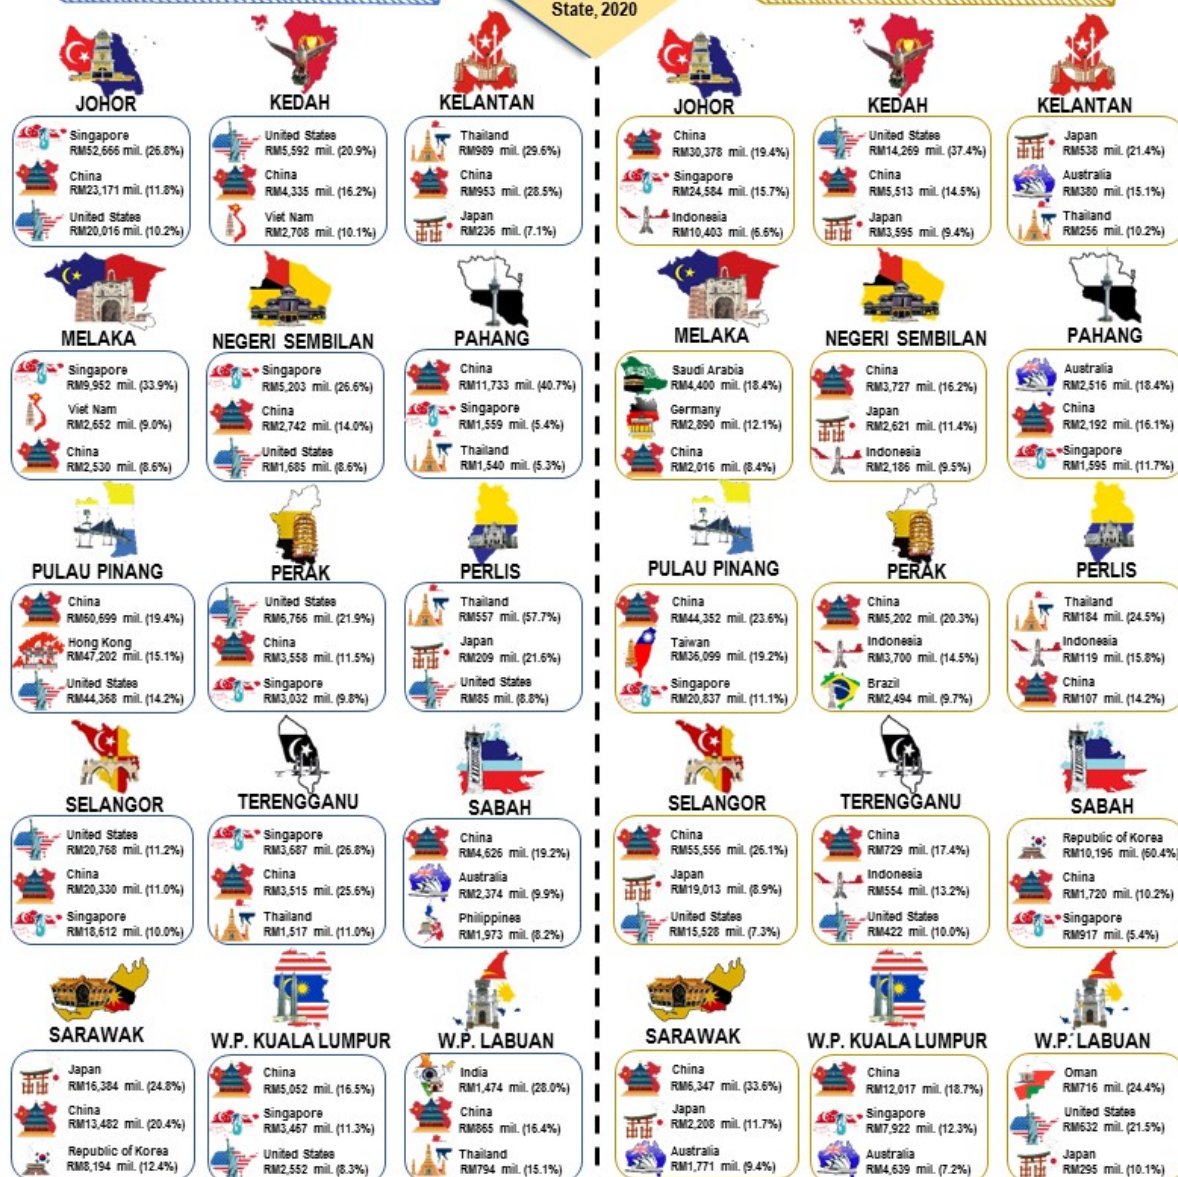 State, 2020
JOHOR
Singapore
RM52,666 mil. (26.8%)
China
RM23,171 mil. (11.8%)
United States
RM20,016 mil. (10.2%)
KEDAH
United States
RM5,592 mil. (20.9%)
China
RM4,335 mil. (16.2%)
Viet Nam
RM2,708 mil. (10.1%)
KELANTAN
Thailand
RM989 mil. (29.6%)
China
RM953 mil. (28.5%)
Japan
RM236 mil. (7.1%)
MELAKA
Singapore
RM9,952 mil. (33.9%)
Viet Nam
RM2,652 mil. (9.0%)
China
RM2,530 mil. (8.6%)
NEGERI SEMBILAN
Singapore
RM5,203 mil. (26.6%)
China
RM2,742 mil. (14.0%)
United States
RM1,685 mil. (8.6%)
PAHANG
China
RM11,733 mil. (40.7%)
Singapore
RM1,559 mil. (5.4%)
Thailand
RM1,540 mil. (5.3%)
PULAU PINANG
China
RM60,699 mil. (19.4%)
Hong Kong
RM47,202 mil. (15.1%)
United States
RM44,368 mil. (14.2%)
PERAK
United States
RM6,766 mil. (21.9%)
China
RM3,558 mil. (11.5%)
Singapore
RM3,032 mil. (9.8%)
PERLIS
Thailand
RM557 mil. (57.7%)
Japan
RM209 mil. (21.6%)
United States
RM85 mil. (8.8%)
SELANGOR
United States
RM20,768 mil. (11.2%)
China
RM20,330 mil. (11.0%)
Singapore
RM18,612 mil. (10.0%)
TERENGGANU
Singapore
RM3,687 mil. (26.8%)
China
RM3,515 mil. (25.6%)
Thailand
RM1,517 mil. (11.0%)
SABAH
China
RM4,626 mil. (19.2%)
Australia
RM2,374 mil. (9.9%)
Philippines
RM1,973 mil. (8.2%)
SARAWAK
Japan
RM16,384 mil. (24.8%)
China
RM13,482 mil. (20.4%)
Republic of Korea
RM8,194 mil. (12.4%)
W.P. KUALA LUMPUR
China
RM5,052 mil. (16.5%)
Singapore
RM3,467 mil. (11.3%)
United States
RM2,552 mil. (8.3%)
W.P. LABUAN
India
RM1,474 mil. (28.0%)
China
RM865 mil. (16.4%)
Thailand
RM794 mil. (15.1%)
JOHOR
China
RM30,378 mil. (19.4%)
Singapore
RM24,584 mil. (15.7%)
Indonesia
RM10,403 mil. (6.6%)
KEDAH
United States
RM14,269 mil. (37.4%)
China
RM5,513 mil. (14.5%)
Japan
RM3,595 mil. (9.4%)
KELANTAN
Japan
RM538 mil. (21.4%)
Australia
RM380 mil. (15.1%)
Thailand
RM256 mil. (10.2%)
MELAKA
Saudi Arabia
RM4,400 mil. (18.4%)
Germany
RM2,890 mil. (12.1%)
China
RM2,016 mil. (8.4%)
NEGERI SEMBILAN
China
RM3,727 mil. (16.2%)
Japan
RM2,621 mil. (11.4%)
Indonesia
RM2,186 mil. (9.5%)
PAHANG
Australia
RM2,516 mil. (18.4%)
China
RM2,192 mil. (16.1%)
Singapore
RM1,595 mil. (11.7%)
PULAU PINANG
China
RM44,352 mil. (23.6%)
Taiwan
RM36,099 mil. (19.2%)
Singapore
RM20,837 mil. (11.1%)
PERAK
China
RM5,202 mil. (20.3%)
Indonesia
RM3,700 mil. (14.5%)
Brazil
RM2,494 mil. (9.7%)
PERLIS
Thailand
RM184 mil. (24.5%)
Indonesia
RM119 mil. (15.8%)
China
RM107 mil. (14.2%)
SELANGOR
China
RM55,556 mil. (26.1%)
Japan
RM19,013 mil. (8.9%)
United States
RM15,528 mil. (7.3%)
TERENGGANU
China
RM729 mil. (17.4%)
Indonesia
RM554 mil. (13.2%)
United States
RM422 mil. (10.0%)
SABAH
Republic of Korea
RM10,196 mil. (60.4%)
China
RM1,720 mil. (10.2%)
Singapore
RM917 mil. (5.4%)
SARAWAK
China
RM6,347 mil. (33.6%)
Japan
RM2,208 mil. (11.7%)
Australia
RM1,771 mil. (9.4%)
W.P. KUALA LUMPUR
China
RM12,017 mil. (18.7%)
Singapore
RM7,922 mil. (12.3%)
Australia
RM4,639 mil. (7.2%)
W.P. LABUAN
Oman
RM716 mil. (24.4%)
United States
RM632 mil. (21.5%)
Japan
RM295 mil. (10.1%)